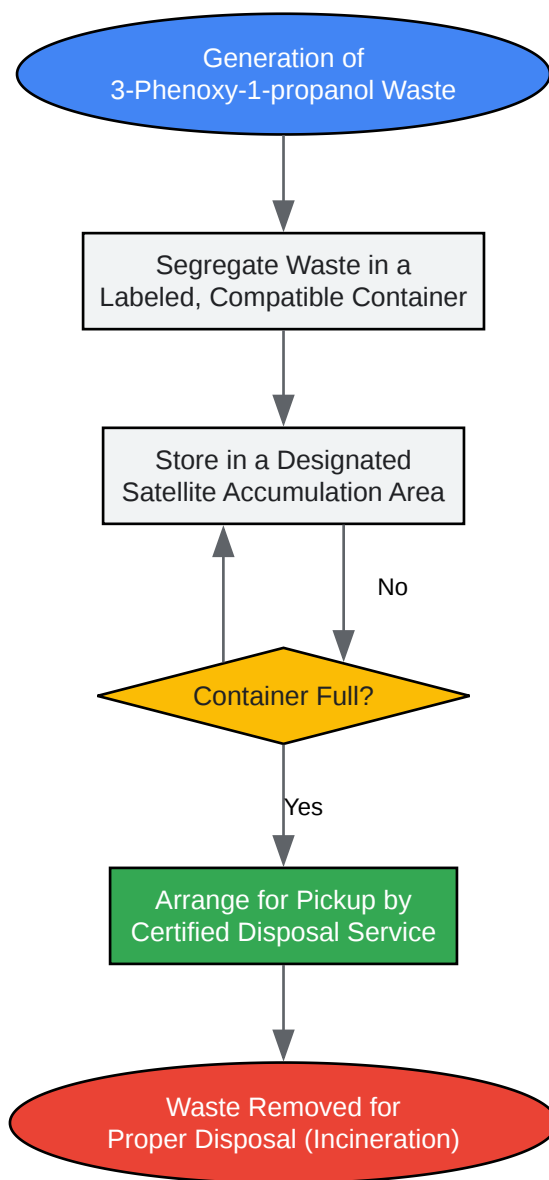 Generation of
3-Phenoxy-1-propanol Waste
Segregate Waste in a
Labeled, Compatible Container
Store in a Designated
Satellite Accumulation Area
No
Container Full?
Yes
Arrange for Pickup by
Certified Disposal Service
Waste Removed for
Proper Disposal (Incineration)